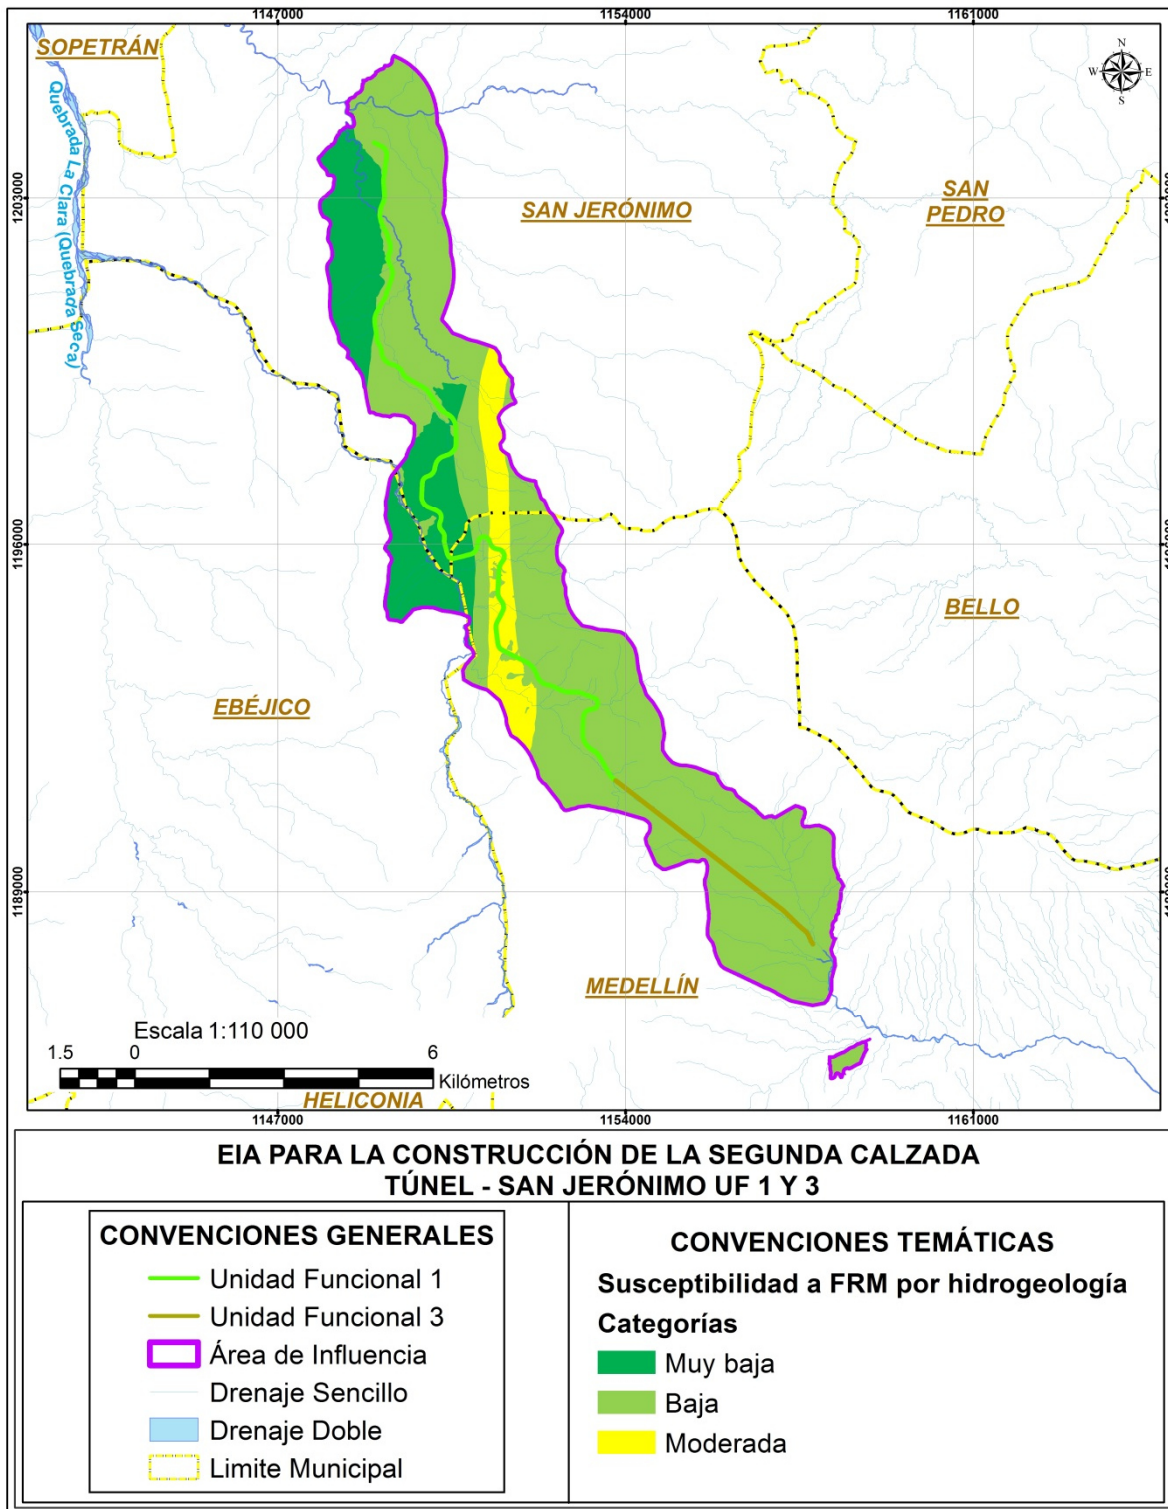 1147000
1154000
1161000
SOPETRÁN
N
W
E
S
Quebrada La Clara (Quebrada Seca)
1203000
SAN JERÓNIMO
SAN
PEDRO
1196000
BELLO
EBÉJICO
1189000
MEDELLÍN
Escala 1:110 000
1.5 0 6
Kilómetros
HELICONIA
1147000
1154000
1161000
EIA PARA LA CONSTRUCCIÓN DE LA SEGUNDA CALZADA
TÚNEL - SAN JERÓNIMO UF 1 Y 3
CONVENCIONES GENERALES
Unidad Funcional 1
Unidad Funcional 3
Área de Influencia
Drenaje Sencillo
Drenaje Doble
Limite Municipal
CONVENCIONES TEMÁTICAS
Susceptibilidad a FRM por hidrogeología
Categorías
Muy baja
Baja
Moderada